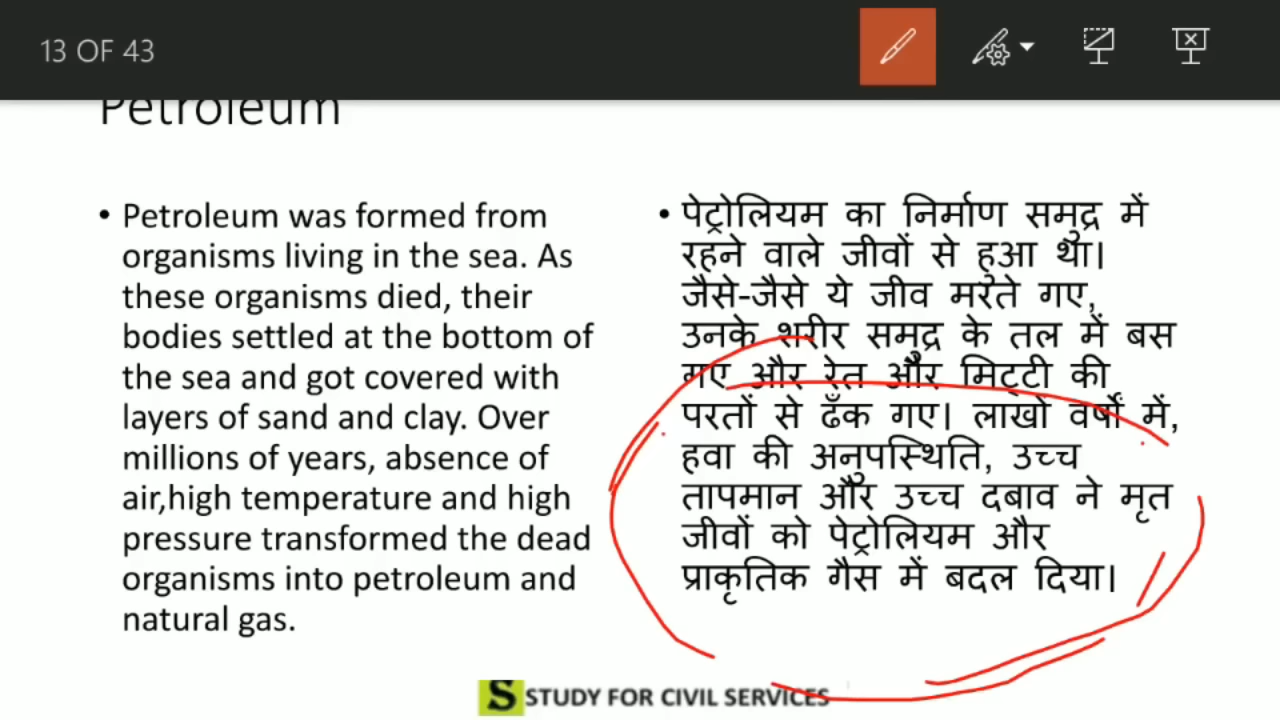 13 OF 43
Petroleum
• Petroleum was formed from
organisms living in the sea. As
these organisms died, their
bodies settled at the bottom of
the sea and got covered with
layers of sand and clay. Over
millions of years, absence of
air,high temperature and high
pressure transformed the dead
organisms into petroleum and
natural gas.
• पेट्रोलियम का निर्माण समुद्र में
रहने वाले जीवों से हुआ था।
जैसे-जैसे ये जीव मरते गए,
उनके शरीर समुद्र के तल में बस
गए और रेत और मिट्टी की
परतों से ढँक गए। लाखों वर्षों में,
हवा की अनुपस्थिति, उच्च
तापमान और उच्च दबाव ने मृत
जीवों को पेट्रोलियम और
प्राकृतिक गैस में बदल दिया।
S STUDY FOR CIVIL SERVICES